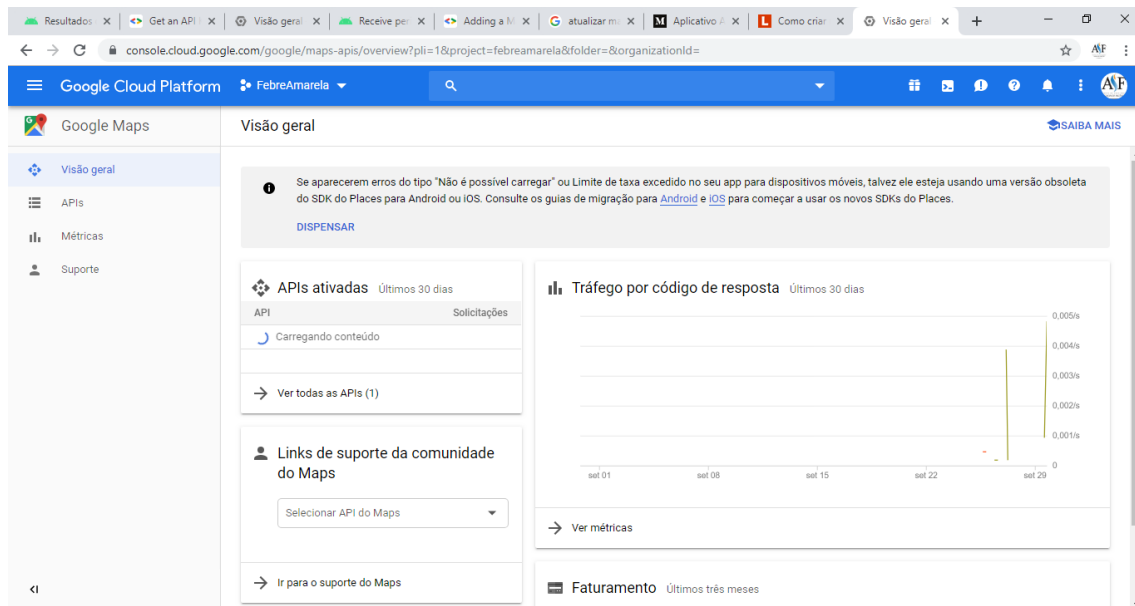 Resultados
Get an API
Visão geral
Receive per
Adding a M
atualizar m
Aplicativo
Como criar
Visão geral
console.cloud.google.com/google/maps-apis/overview?pli=1&project=febreamarela&folder=&organizationId=
Google Cloud Platform
FebreAmarela
Google Maps
Visão geral
SAIBA MAIS
Visão geral
APIs
Métricas
Suporte
Se aparecerem erros do tipo "Não é possível carregar" ou Limite de taxa excedido no seu app para dispositivos móveis, talvez ele esteja usando uma versão obsoleta
do SDK do Places para Android ou iOS. Consulte os guias de migração para Android e iOS para começar a usar os novos SDKs do Places.
DISPENSAR
APIs ativadas Últimos 30 dias
API Solicitações
Carregando conteúdo
Ver todas as APIs (1)
Links de suporte da comunidade
do Maps
Selecionar API do Maps
Ir para o suporte do Maps
Tráfego por código de resposta Últimos 30 dias
0,005/s
0,004/s
0,003/s
0,002/s
0,001/s
0
set 01 set 08 set 15 set 22 set 29
Ver métricas
Faturamento Últimos três meses